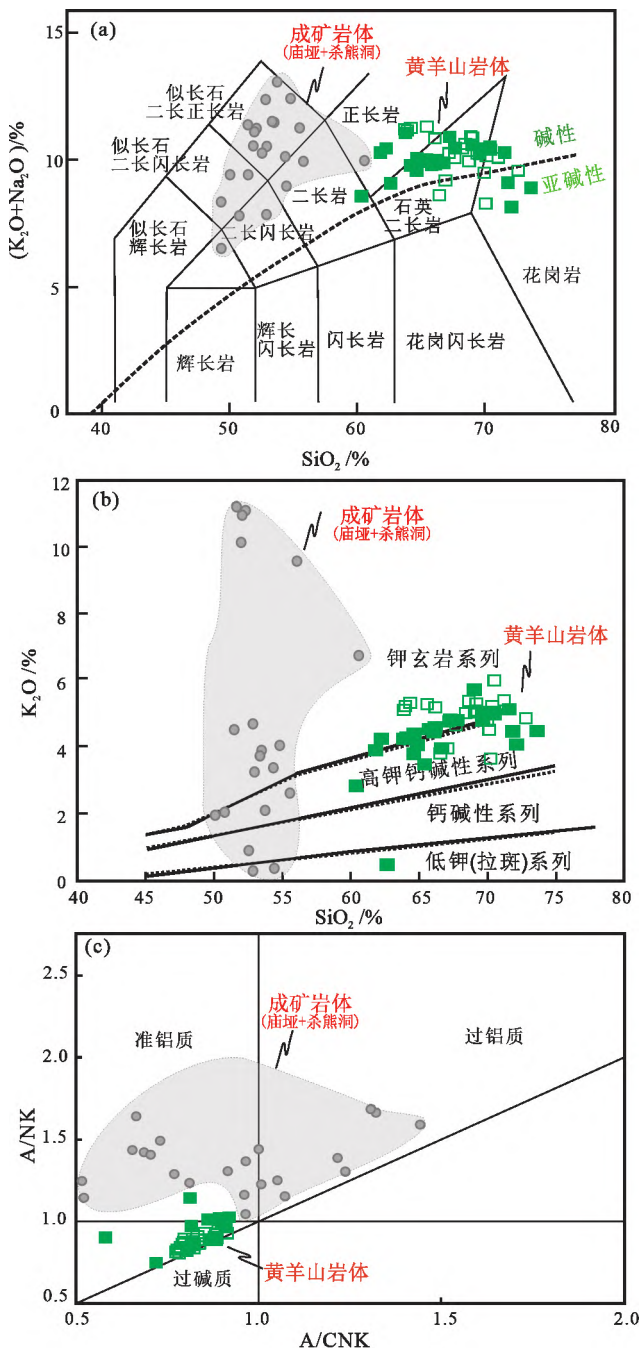 (a)
成矿岩体
(庙垭+杀熊洞)
黄羊山岩体
似长石
二长正长岩
正长岩
似长石
二长闪长岩
碱性
亚碱性
二长岩
石英
二长岩
似长石
辉长岩
二长闪长岩
花岗岩
辉长岩
辉长
闪长岩
闪长岩
花岗闪长岩
(K₂O+Na₂O)/%
15
10
5
0
40
50
60
70
80
SiO₂ /%
(b)
成矿岩体
(庙垭+杀熊洞)
黄羊山岩体
钾玄岩系列
高钾钙碱性系列
钙碱性系列
低钾(拉斑)系列
K₂O /%
12
10
8
6
4
2
0
40
45
50
55
60
65
70
75
80
SiO₂ /%
(c)
成矿岩体
(庙垭+杀熊洞)
准铝质
过铝质
过碱质
黄羊山岩体
A/NK
2.5
2.0
1.5
1.0
0.5
0.5
1.0
1.5
2.0
A/CNK